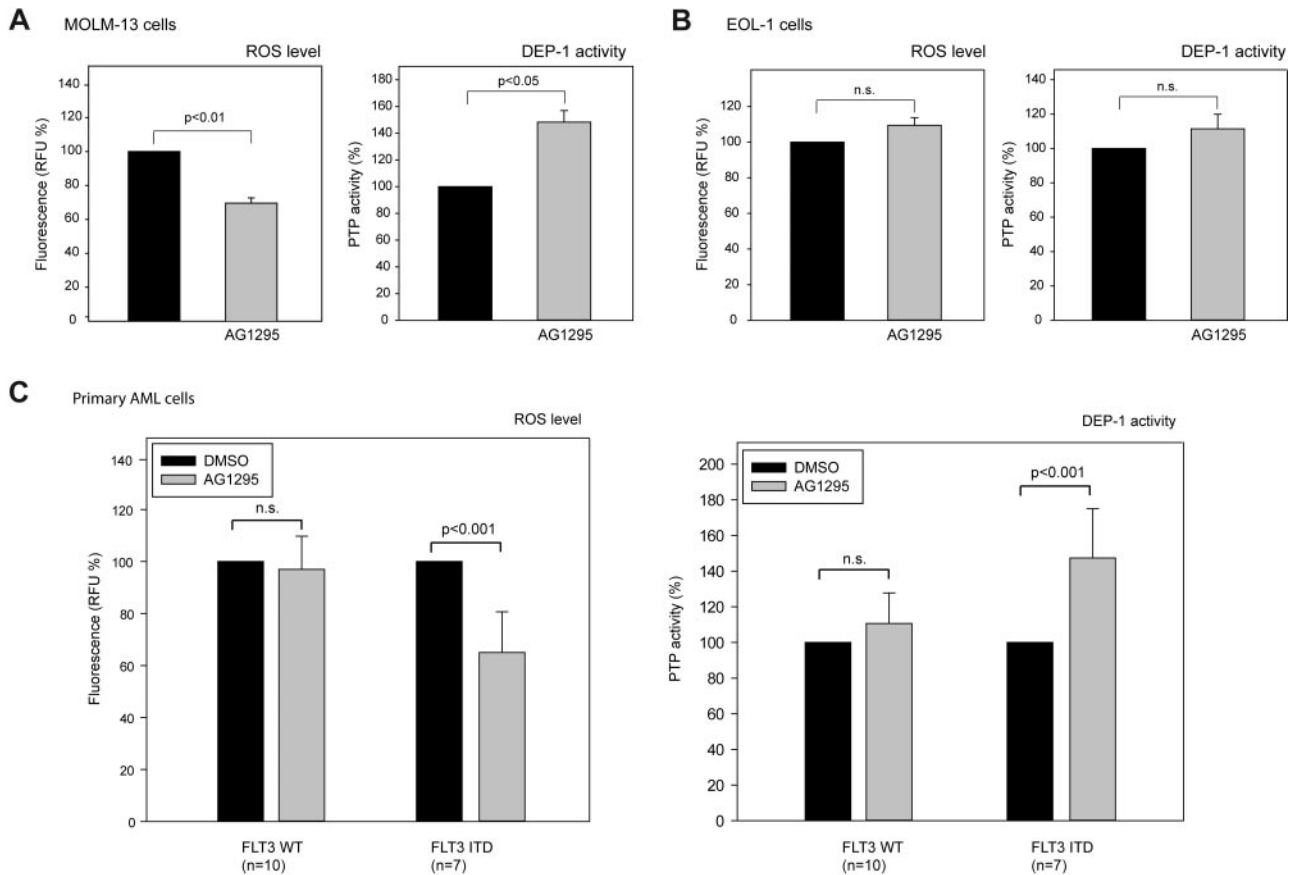 A
MOLM-13 cells
ROS level
Fluorescence (RFU %)
140
120
100
80
60
40
20
0
p<0.01
AG1295
DEP-1 activity
PTP activity (%)
180
160
140
120
100
80
60
40
20
0
p<0.05
AG1295
B
EOL-1 cells
ROS level
Fluorescence (RFU %)
120
100
80
60
40
20
0
n.s.
AG1295
DEP-1 activity
PTP activity (%)
140
120
100
80
60
40
20
0
n.s.
AG1295
C
Primary AML cells
ROS level
Fluorescence (RFU %)
140
120
100
80
60
40
20
0
DMSO
AG1295
n.s.
p<0.001
FLT3 WT
(n=10)
FLT3 ITD
(n=7)
DEP-1 activity
PTP activity (%)
200
180
160
140
120
100
80
60
40
20
0
DMSO
AG1295
n.s.
p<0.001
FLT3 WT
(n=10)
FLT3 ITD
(n=7)